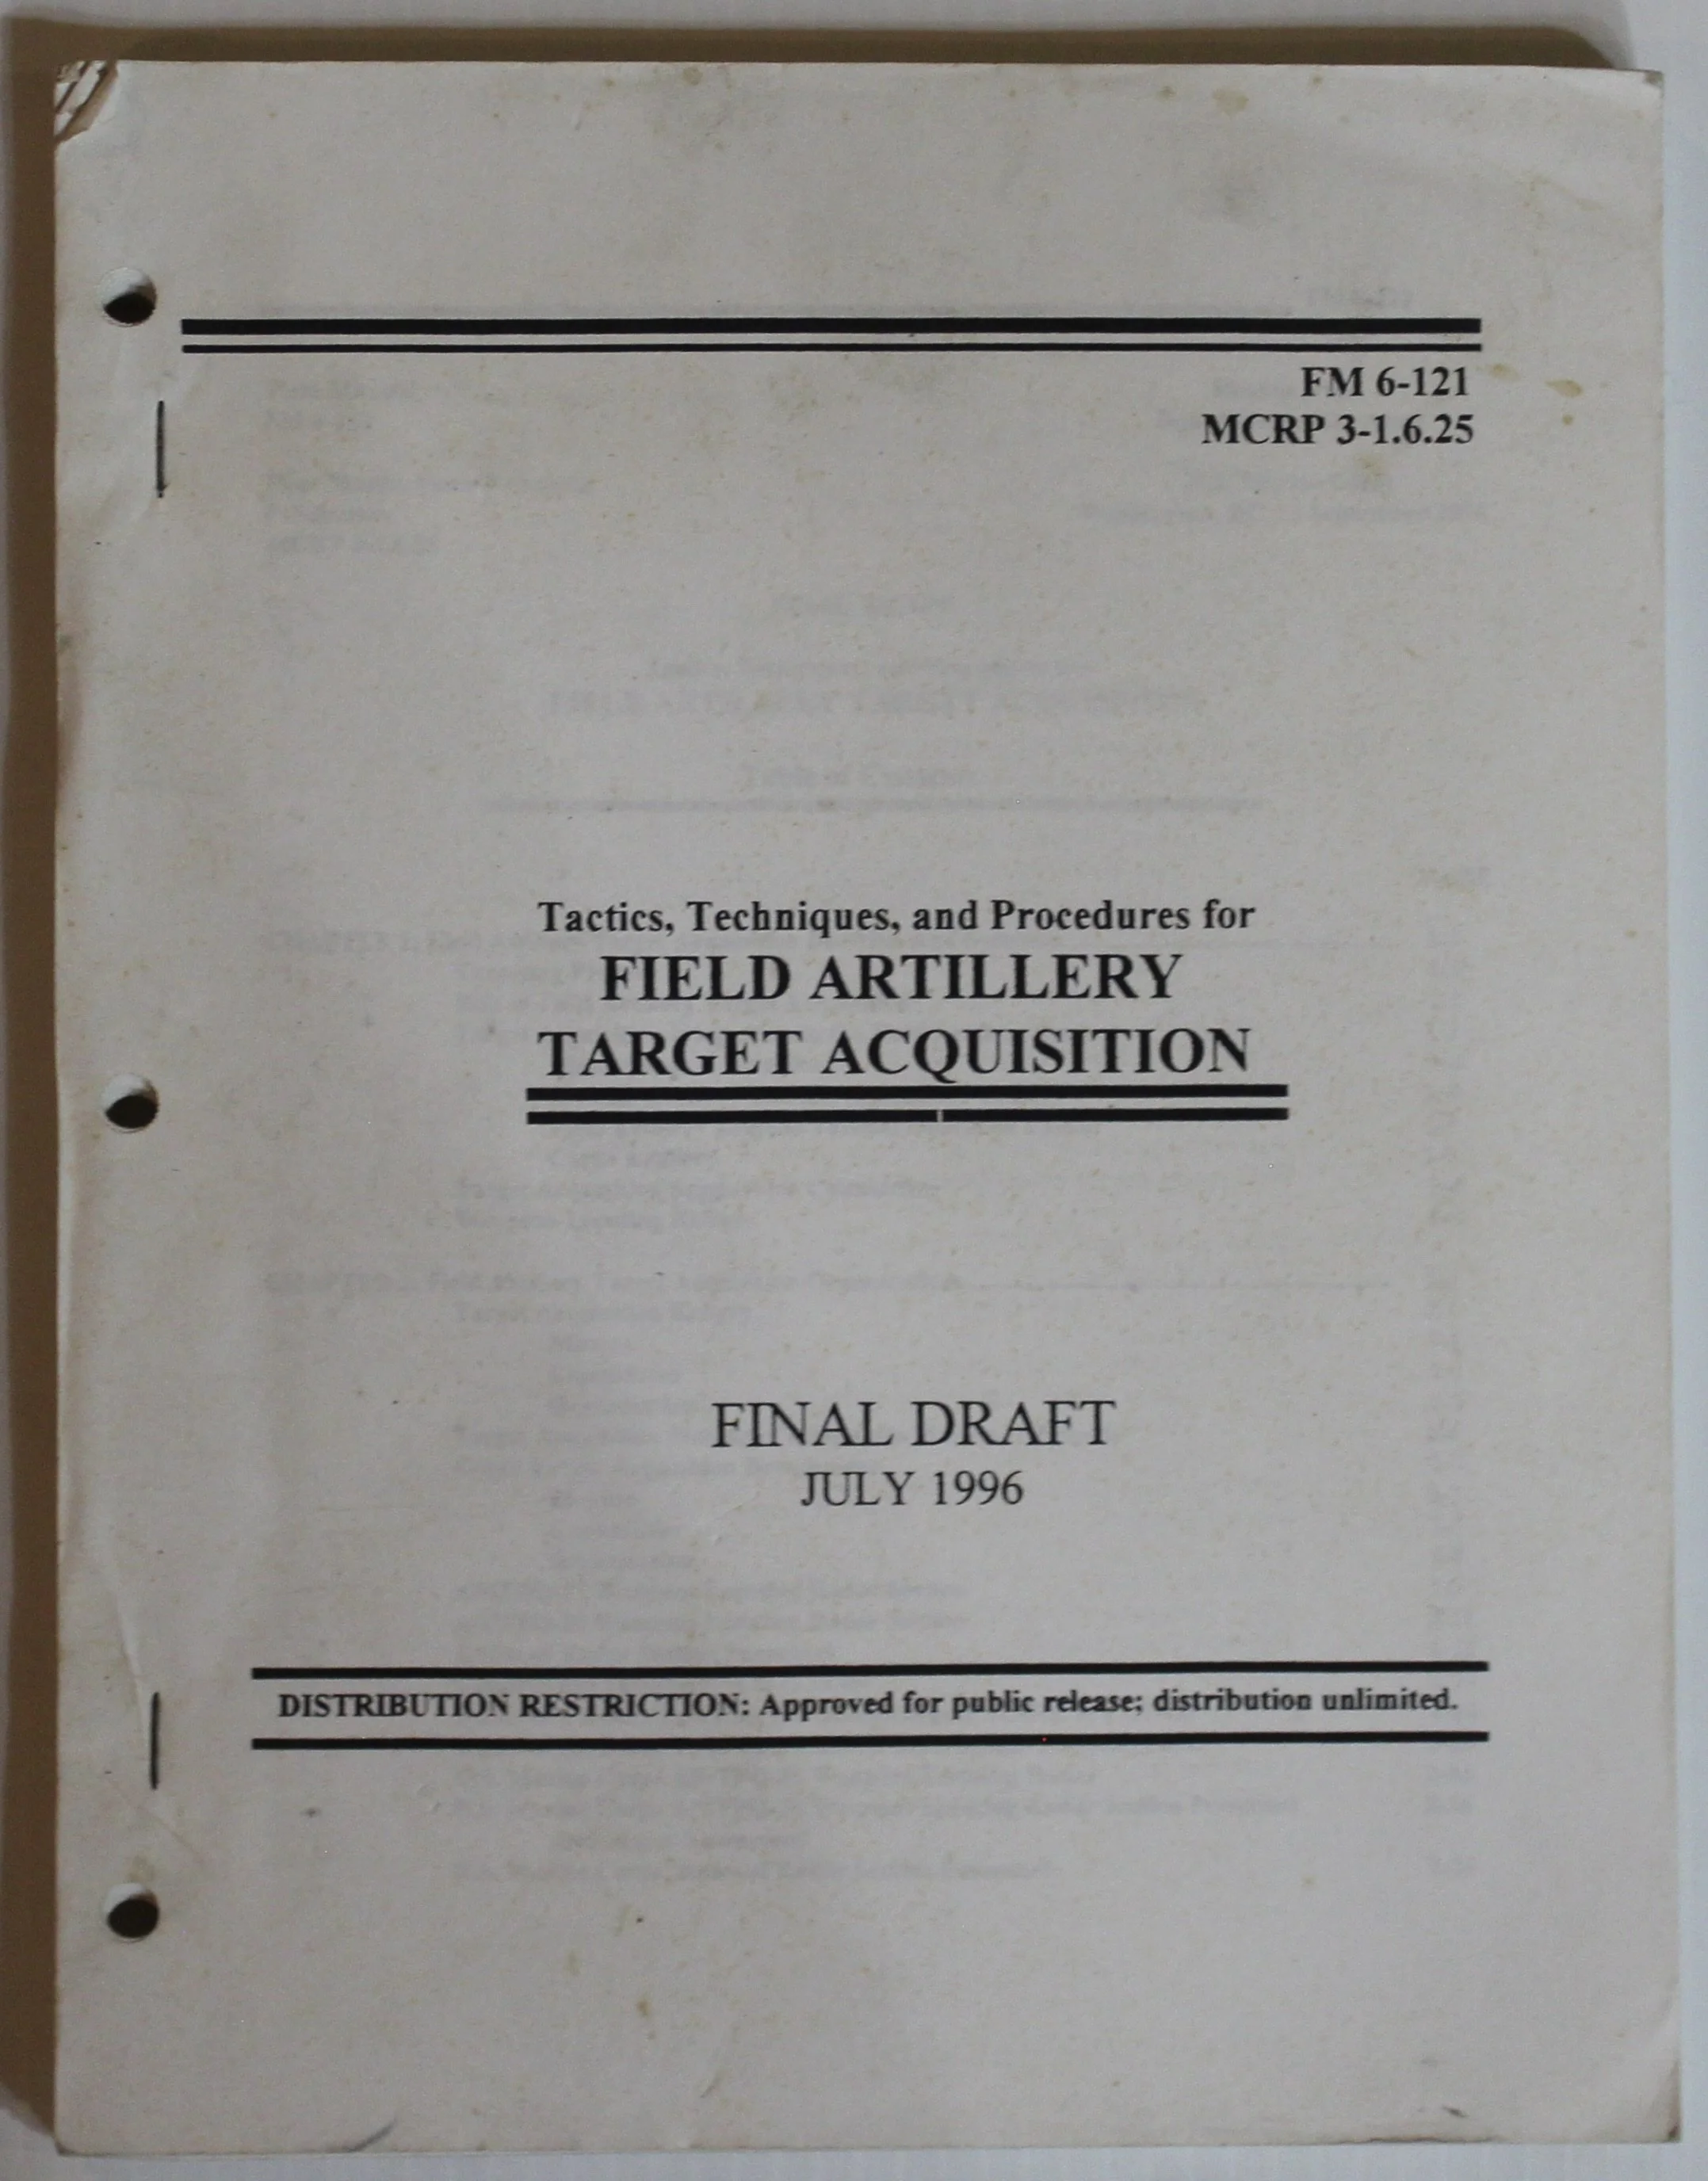 FM 6-121
MCRP 3-1.6.25
Tactics, Techniques, and Procedures for
FIELD ARTILLERY
TARGET ACQUISITION
FINAL DRAFT
JULY 1996
DISTRIBUTION RESTRICTION: Approved for public release; distribution unlimited.